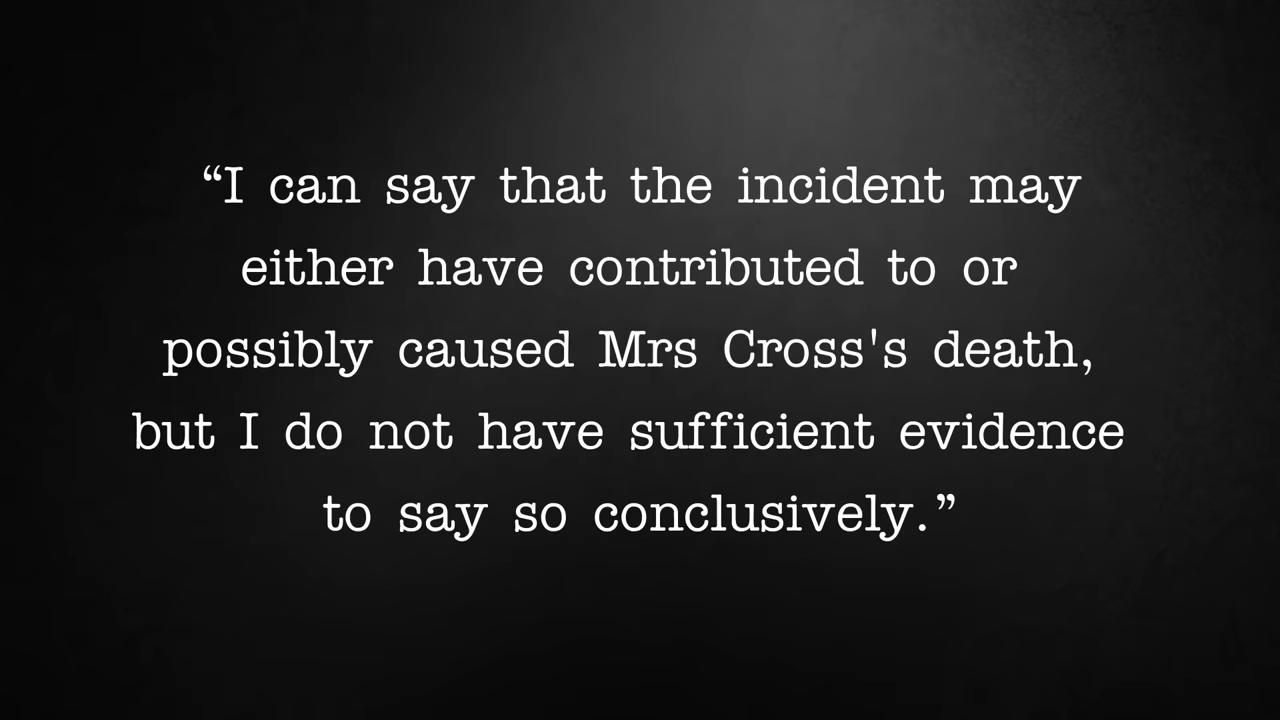 “I can say that the incident may
either have contributed to or
possibly caused Mrs Cross's death,
but I do not have sufficient evidence
to say so conclusively.”